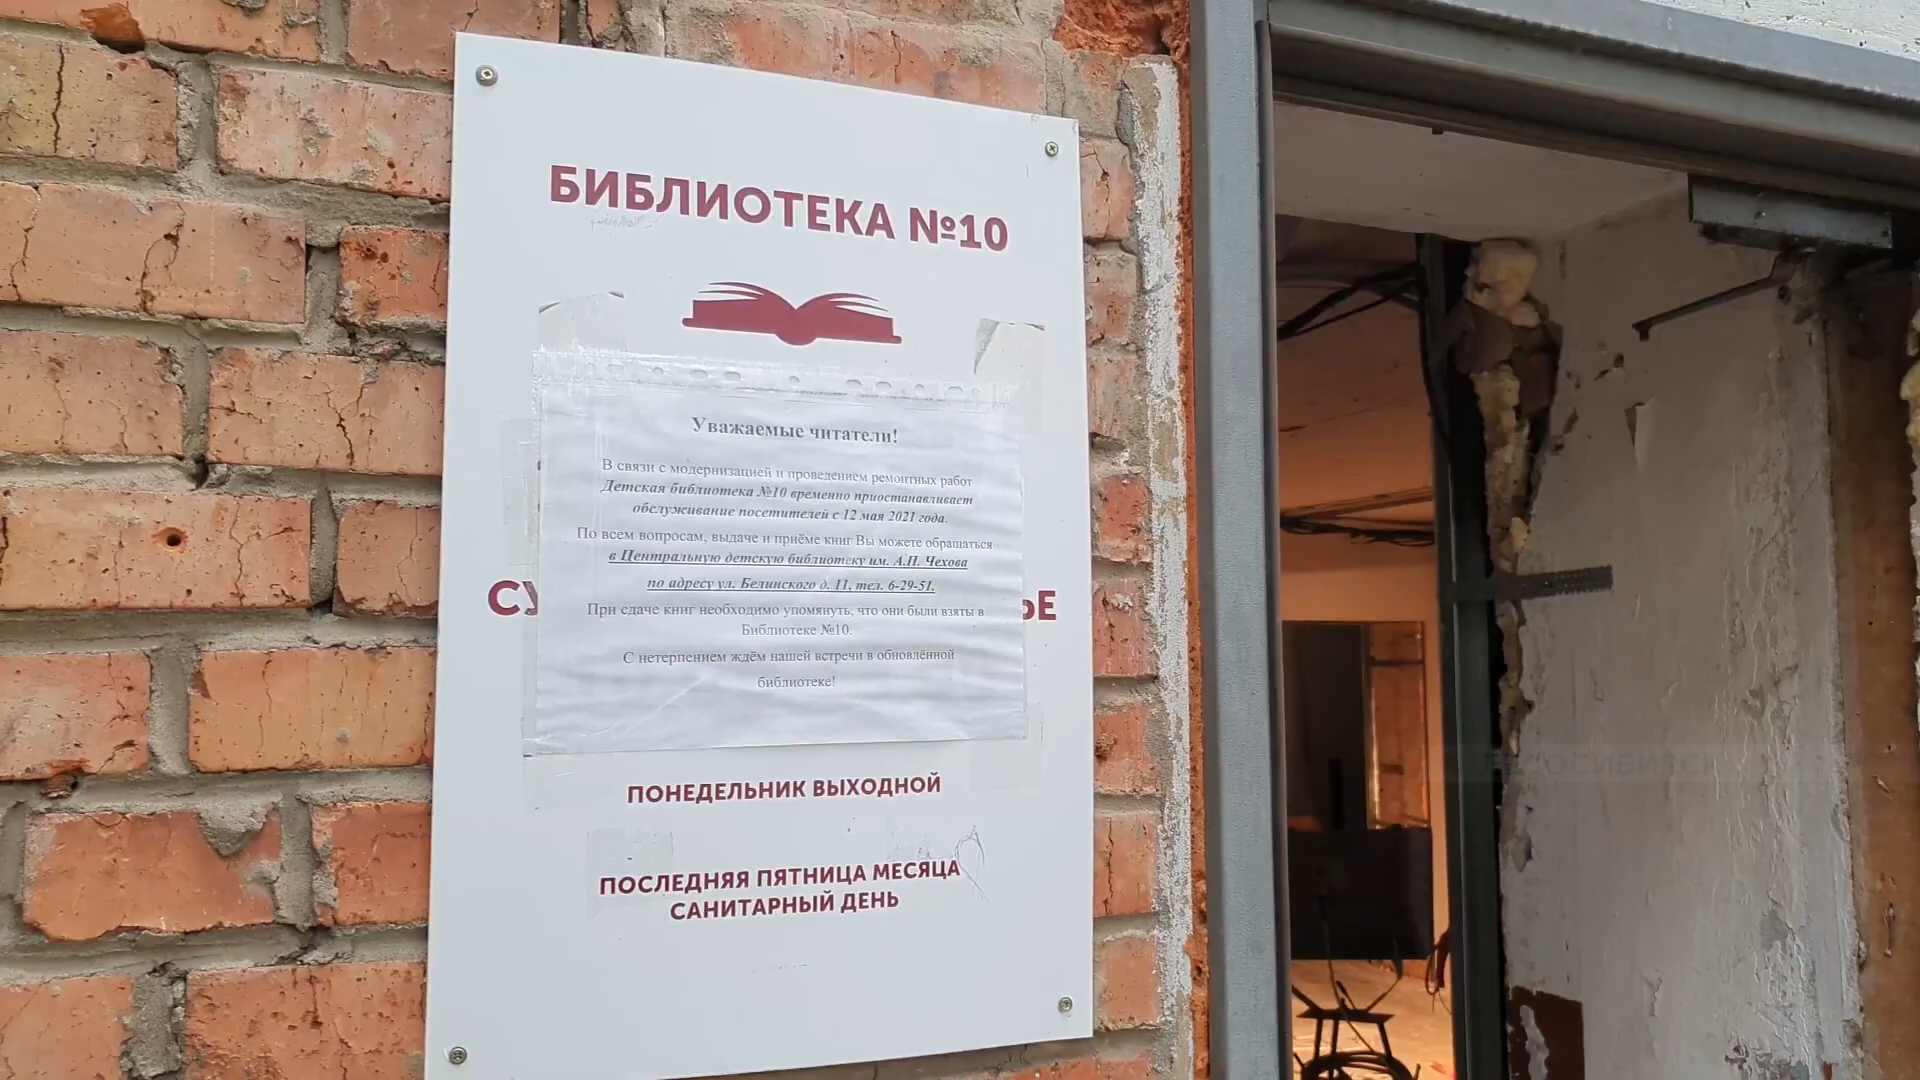 БИБЛИОТЕКА №10
Уважаемые читатели!
В связи с модернизацией и проведением ремонтных работ
Детская библиотека №10 временно приостанавливает
обслуживание посетителей с 12 мая 2021 года.
По всем вопросам, выдаче и приёме книг Вы можете обращаться
в Центральную детскую библиотеку им. А.П. Чехова
по адресу ул. Белинского д. 11, тел. 6-29-51.
При сдаче книг необходимо упомянуть, что они были взяты в
Библиотеке №10.
С нетерпением ждём нашей встречи в обновлённой
библиотеке!
ПОНЕДЕЛЬНИК ВЫХОДНОЙ
ПОСЛЕДНЯЯ ПЯТНИЦА МЕСЯЦА
САНИТАРНЫЙ ДЕНЬ